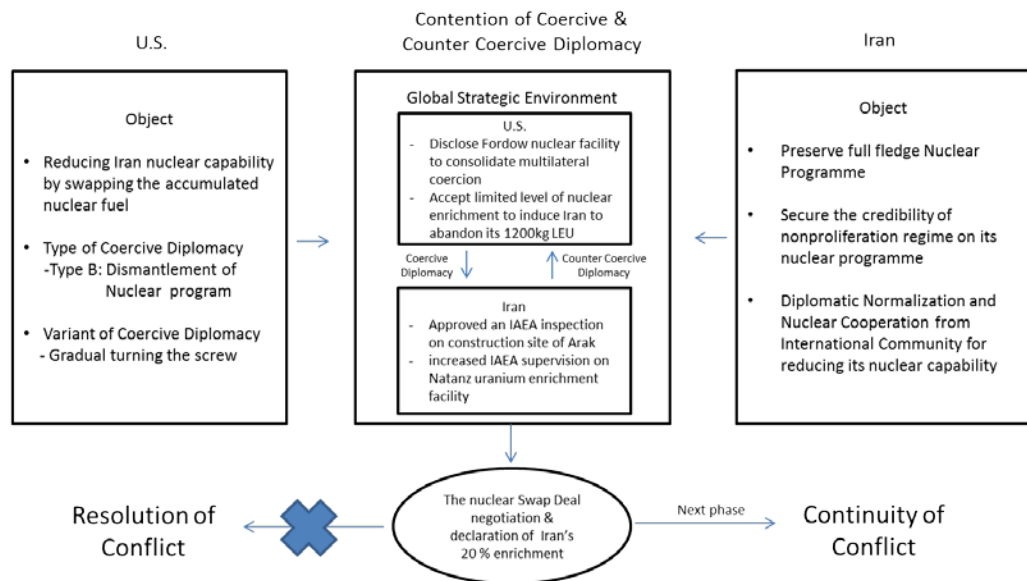 U.S.
Contention of Coercive &
Counter Coercive Diplomacy
Iran
Object
• Reducing Iran nuclear capability
by swapping the accumulated
nuclear fuel
• Type of Coercive Diplomacy
-Type B: Dismantlement of
Nuclear program
• Variant of Coercive Diplomacy
- Gradual turning the screw
Global Strategic Environment
U.S.
- Disclose Fordow nuclear facility
to consolidate multilateral
coercion
- Accept limited level of nuclear
enrichment to induce Iran to
abandon its 1200kg LEU
Coercive
Diplomacy
Counter Coercive
Diplomacy
Iran
- Approved an IAEA inspection
on construction site of Arak
- increased IAEA supervision on
Natanz uranium enrichment
facility
Object
• Preserve full fledge Nuclear
Programme
• Secure the credibility of
nonproliferation regime on its
nuclear programme
• Diplomatic Normalization and
Nuclear Cooperation from
International Community for
reducing its nuclear capability
Resolution of
Conflict
The nuclear Swap Deal
negotiation &
declaration of Iran's
20 % enrichment
Next phase
Continuity of
Conflict